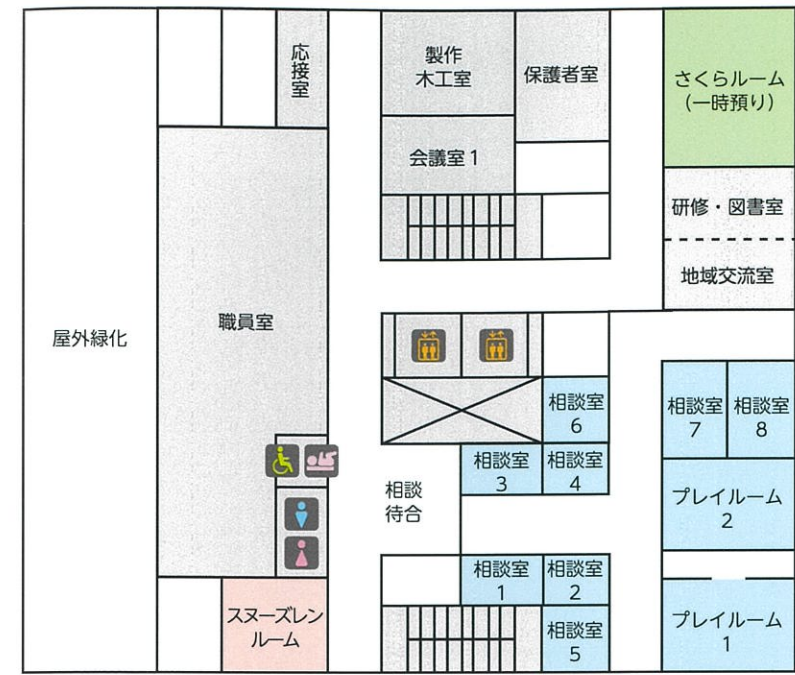 応接室
製作
木工室
保護者室
さくらルーム
(一時預り)
会議室1
研修・図書室
地域交流室
屋外緑化
職員室
相談室
6
相談室
7
相談室
8
相談室
3
相談室
4
相談
待合
プレイルーム
2
相談室
1
相談室
2
スヌーズレン
ルーム
相談室
5
プレイルーム
1